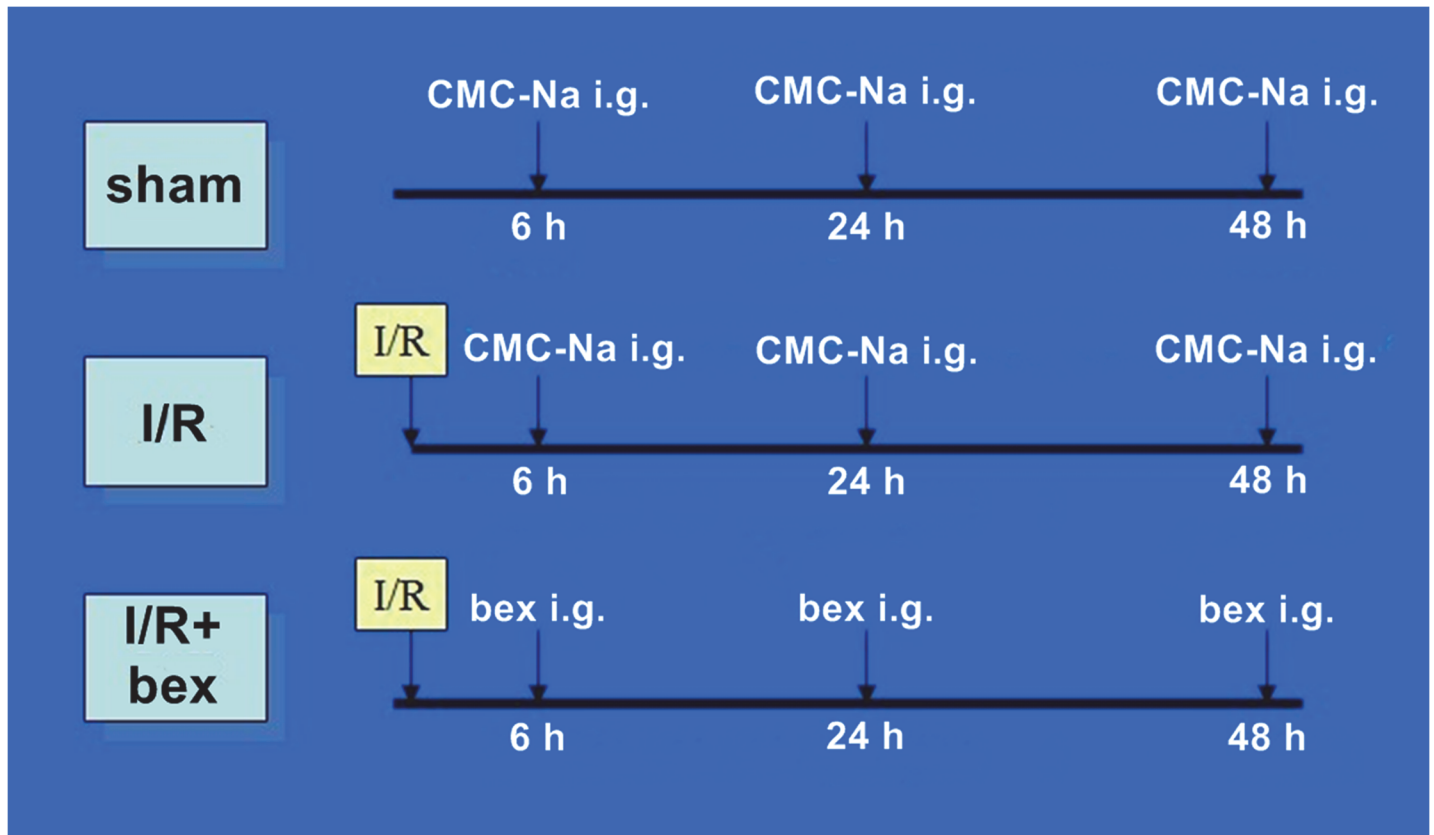 CMC-Na i.g. CMC-Na i.g. CMC-Na i.g.
sham
6 h 24 h 48 h
I/R
CMC-Na i.g. CMC-Na i.g. CMC-Na i.g.
I/R
6 h 24 h 48 h
I/R
bex i.g. bex i.g. bex i.g.
I/R+
bex
6 h 24 h 48 h